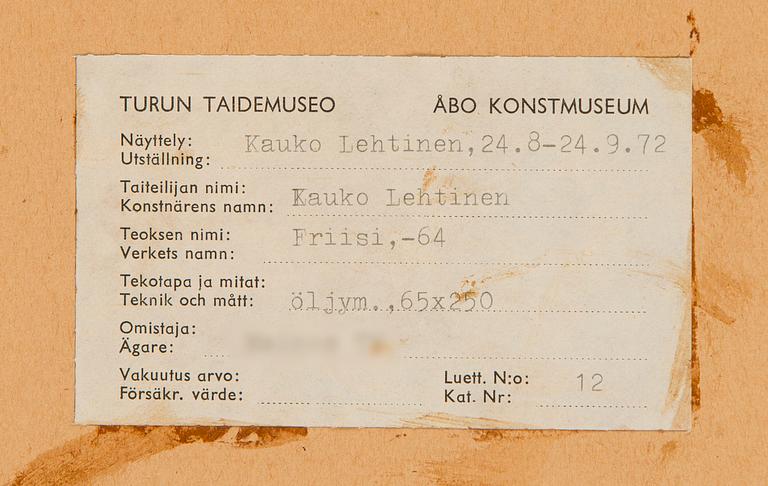 TURUN TAIDEMUSEO ÅBO KONSTMUSEUM
Näyttely: Kauko Lehtinen,24.8-24.9.72
Utställning:
Taiteilijan nimi:
Konstnärens namn: Kauko Lehtinen
Teoksen nimi: Friisi,-64
Verkets namn:
Tekotapa ja mitat:
Teknik och mått: öljym.,65x250
Omistaja:
Ägare:
Vakuutus arvo: Luett. N:o: 12
Försäkr. värde: Kat. Nr: